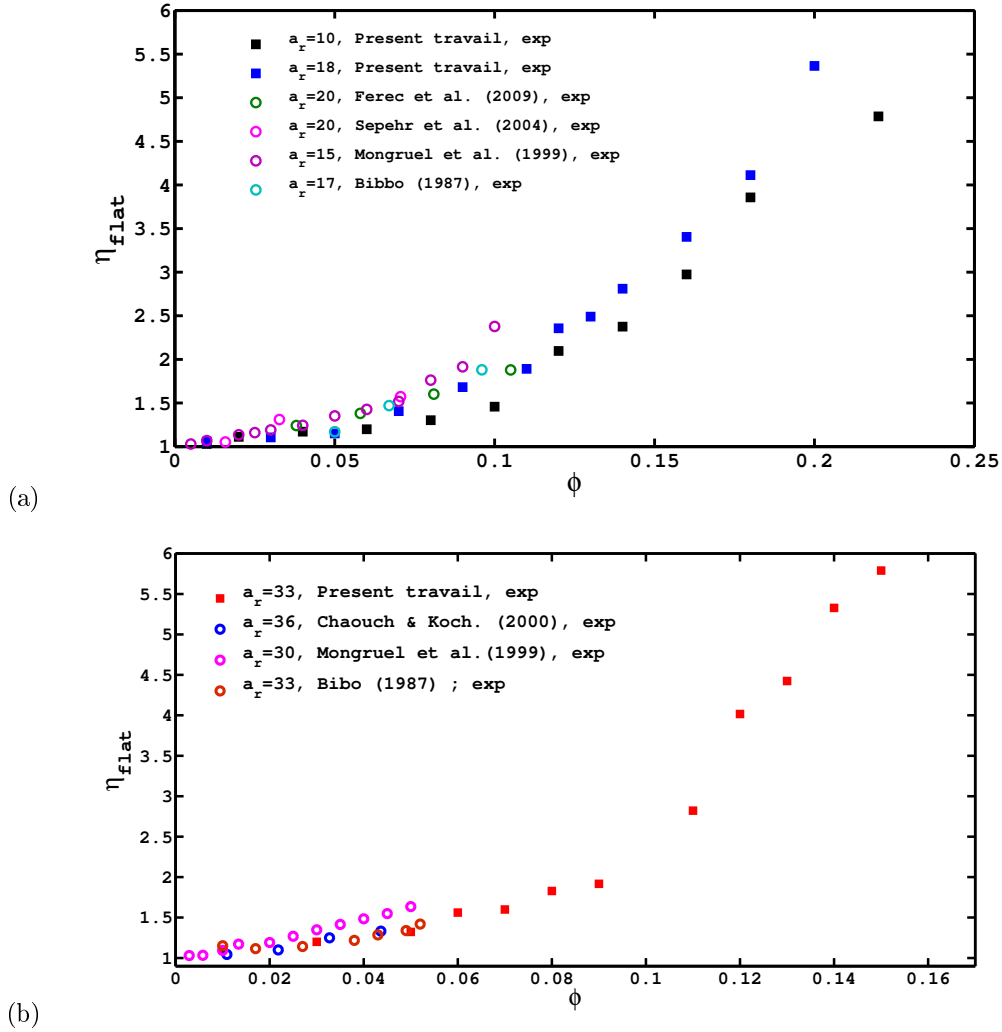 6
5.5
5
4.5
4
3.5
3
2.5
2
1.5
1
η_flat
a_r=10, Present travail, exp
a_r=18, Present travail, exp
a_r=20, Ferec et al. (2009), exp
a_r=20, Sepehr et al. (2004), exp
a_r=15, Mongruel et al. (1999), exp
a_r=17, Bibbo (1987), exp
0 0.05 0.1 0.15 0.2 0.25
ϕ
(a)
6
5.5
5
4.5
4
3.5
3
2.5
2
1.5
1
η_flat
a_r=33, Present travail, exp
a_r=36, Chaouch & Koch. (2000), exp
a_r=30, Mongruel et al.(1999), exp
a_r=33, Bibo (1987) ; exp
0 0.02 0.04 0.06 0.08 0.1 0.12 0.14 0.16
ϕ
(b)